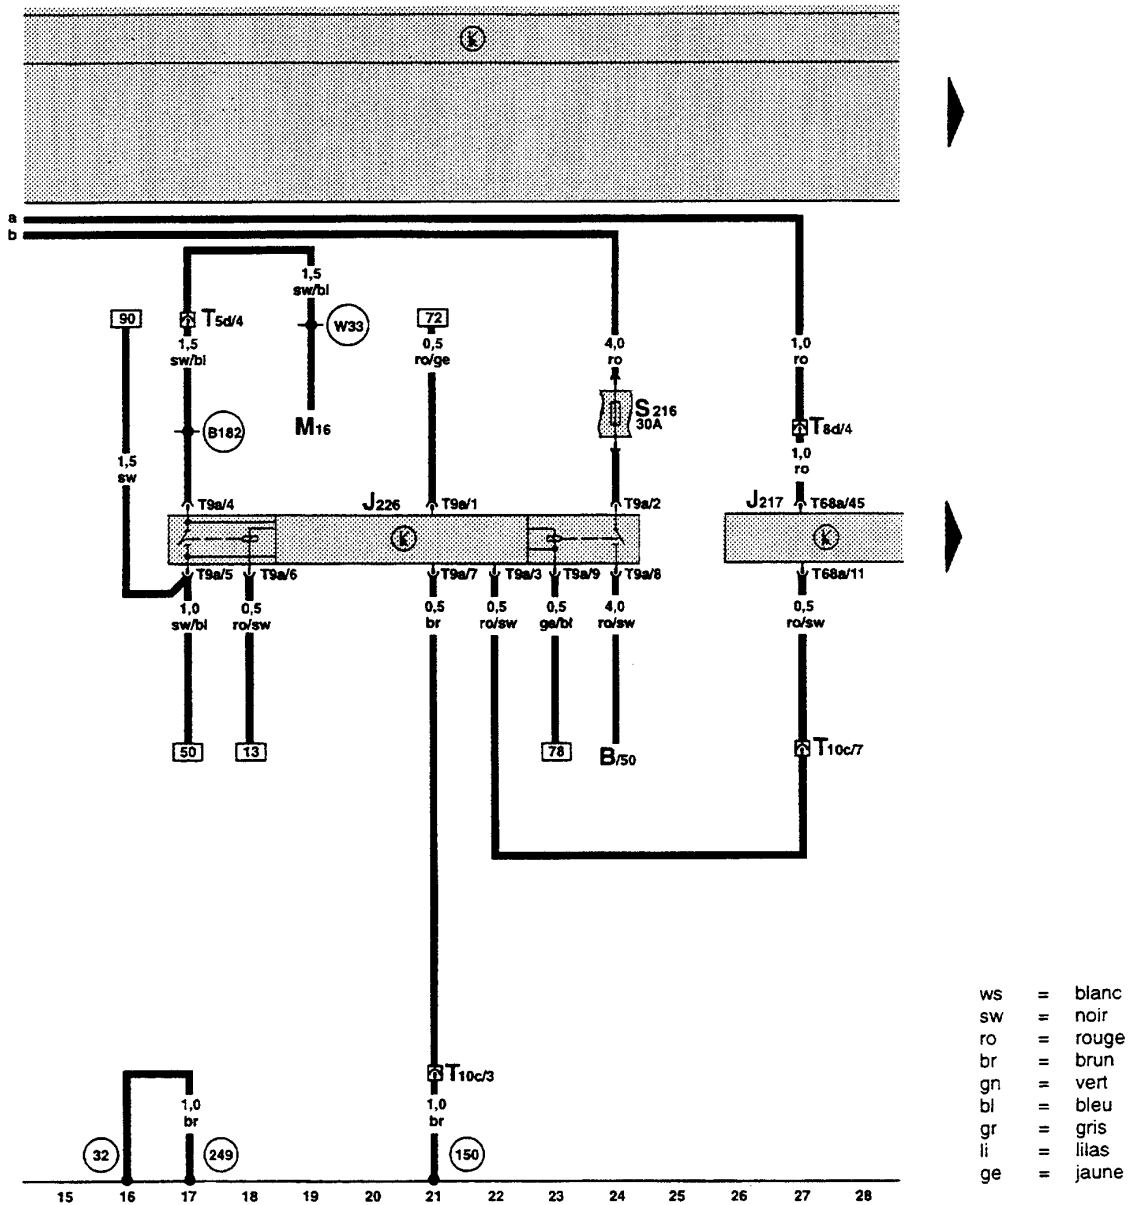 k
a
b
1,5
sw/bl
90
T5d/4
W33
72
1,5
sw/bl
0,5
ro/ge
4,0
ro
1,0
ro
S216
30A
B182
M16
T8d/4
1,5
sw
1,0
ro
T9a/4
J226
T9a/1
T9a/2
J217
T68a/45
k
k
T9a/5
T9a/6
T9a/7
T9a/3
T9a/9
T9a/8
T68a/11
1,0
sw/bl
0,5
ro/sw
0,5
br
0,5
ro/sw
0,5
ge/bl
4,0
ro/sw
0,5
ro/sw
50
13
78
B/50
T10c/7
ws = blanc
sw = noir
ro = rouge
br = brun
gn = vert
bl = bleu
gr = gris
li = lilas
ge = jaune
T10c/3
1,0
br
1,0
br
32
249
150
15 16 17 18 19 20 21 22 23 24 25 26 27 28